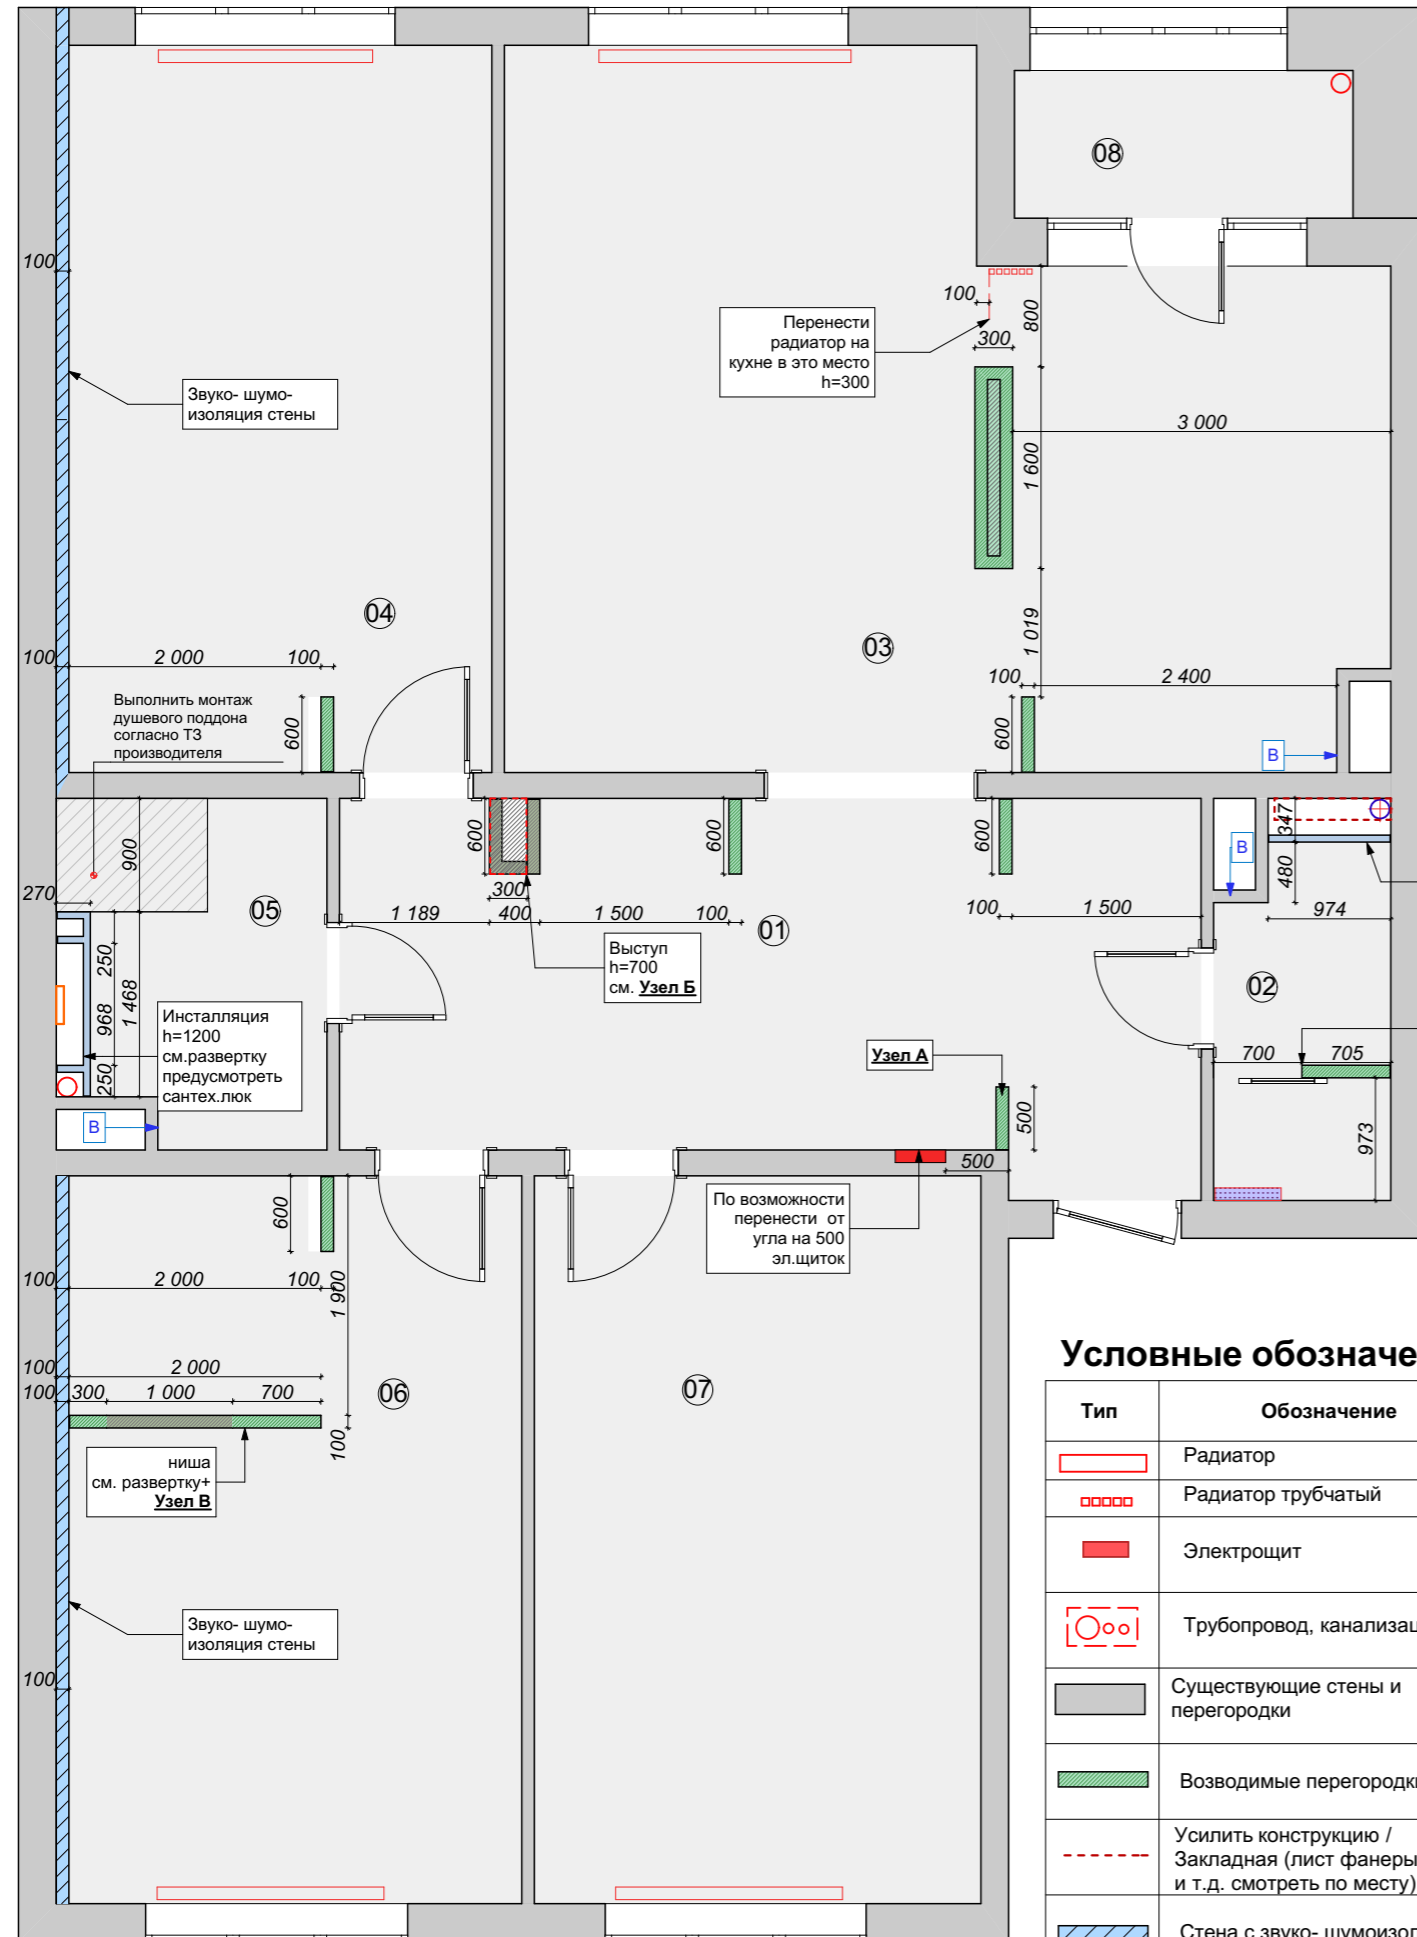 08
100
100
800
300
Перенести
радиатор на
кухне в это место
h=300
Звуко- шумо-
изоляция стены
3 000
1 600
04
03
1 019
100
2 000
100
100
2 400
Выполнить монтаж
душевого поддона
согласно ТЗ
производителя
600
600
В
900
600
600
600
347
В
480
270
05
300
1 189
400
1 500
100
01
100
1 500
974
250
968
250
1 468
Выступ
h=700
см. Узел Б
02
Инсталляция
h=1200
см.развертку
предусмотреть
сантех.люк
Узел А
700
705
В
500
973
500
600
По возможности
перенести от
угла на 500
эл.щиток
100
2 000
100
1 900
100
2 000
100
300
1 000
700
06
07
100
ниша
см. развертку+
Узел В
Звуко- шумо-
изоляция стены
100
Условные обозначе
Тип
Обозначение
Радиатор
Радиатор трубчатый
Электрощит
Трубопровод, канализац
Существующие стены и
перегородки
Возводимые перегородки
Усилить конструкцию /
Закладная (лист фанеры
и т.д. смотреть по месту)
Стена с звуко- шумоизол